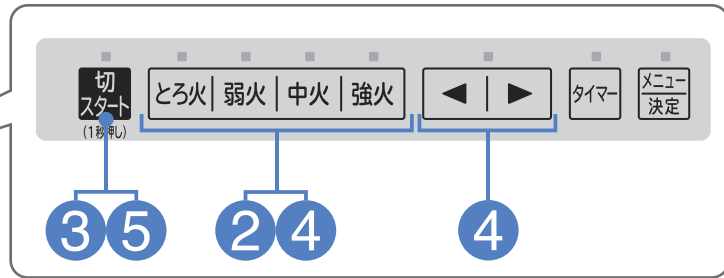 切
スタート
(1秒押し)
とろ火 弱火 中火 強火
◀ ▶
タイマー
メニュー
決定
3 5
2 4
4